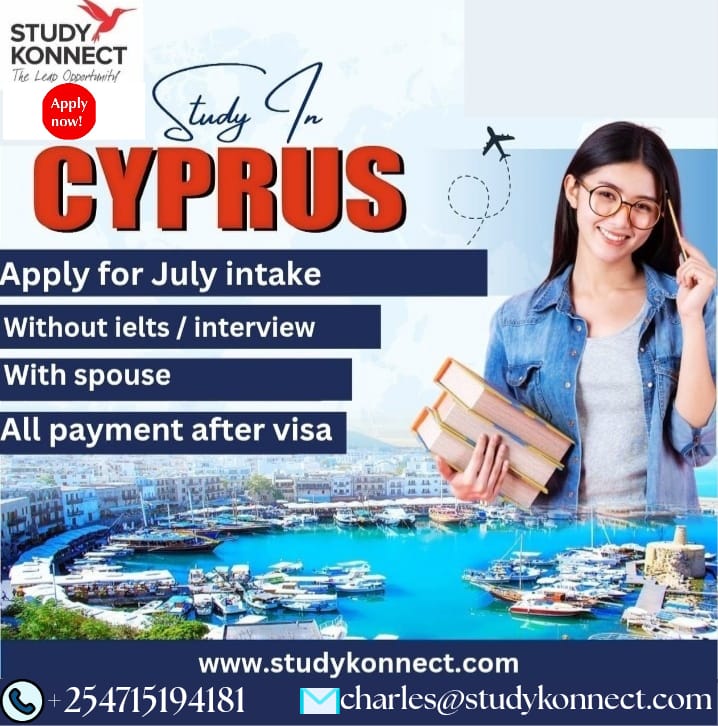 STUDY
KONNECT
The Leap Opportunity!
Apply
now!
Study In
CYPRUS
Apply for July intake
Without ielts / interview
With spouse
All payment after visa
www.studykonnect.com
+254715194181
charles@studykonnect.com